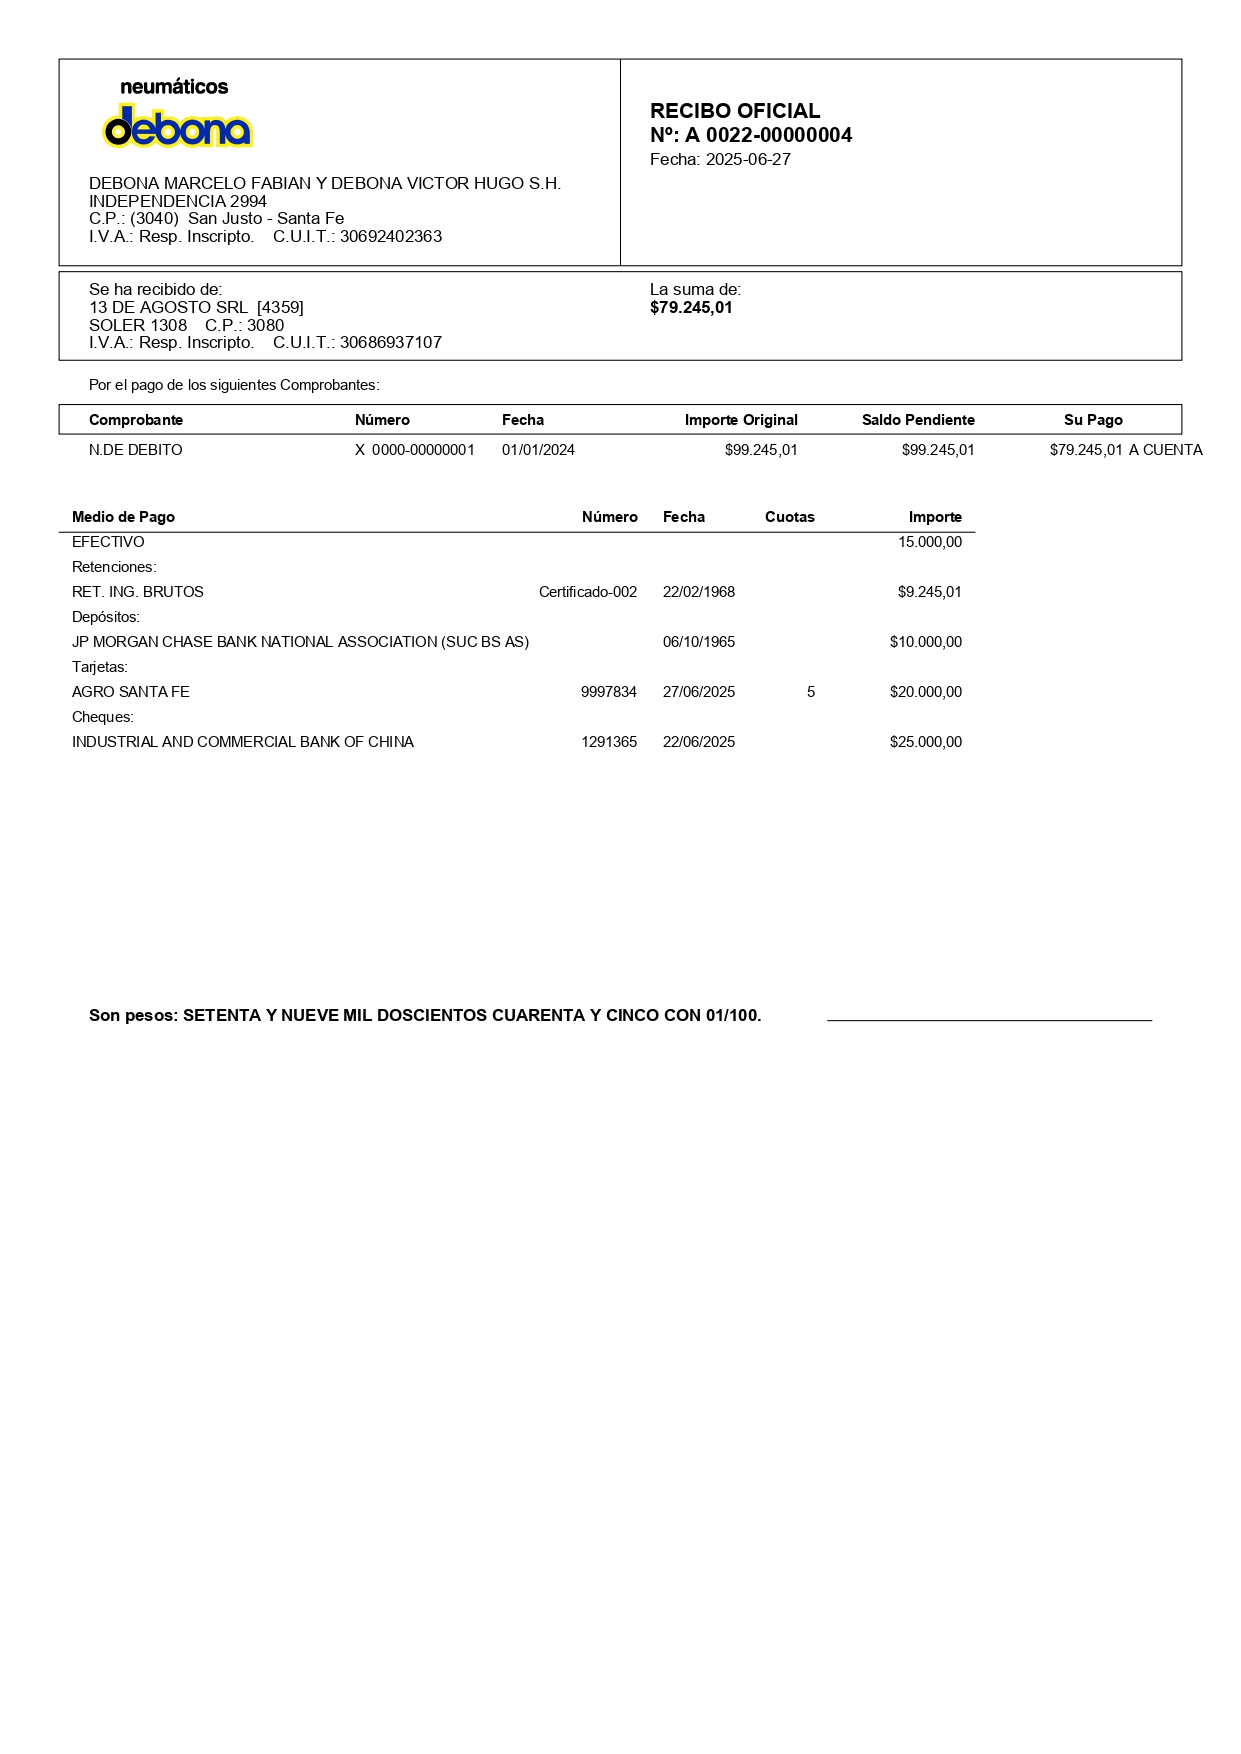 neumáticos
debona
DEBONA MARCELO FABIAN Y DEBONA VICTOR HUGO S.H.
INDEPENDENCIA 2994
C.P.: (3040) San Justo - Santa Fe
I.V.A.: Resp. Inscripto. C.U.I.T.: 30692402363
RECIBO OFICIAL
Nº: A 0022-00000004
Fecha: 2025-06-27
Se ha recibido de:
13 DE AGOSTO SRL [4359]
SOLER 1308 C.P.: 3080
I.V.A.: Resp. Inscripto. C.U.I.T.: 30686937107
La suma de:
$79.245,01
Por el pago de los siguientes Comprobantes:
Comprobante Número Fecha Importe Original Saldo Pendiente Su Pago
N.DE DEBITO X 0000-00000001 01/01/2024 $99.245,01 $99.245,01 $79.245,01 A CUENTA
Medio de Pago Número Fecha Cuotas Importe
EFECTIVO 15.000,00
Retenciones:
RET. ING. BRUTOS Certificado-002 22/02/1968 $9.245,01
Depósitos:
JP MORGAN CHASE BANK NATIONAL ASSOCIATION (SUC BS AS) 06/10/1965 $10.000,00
Tarjetas:
AGRO SANTA FE 9997834 27/06/2025 5 $20.000,00
Cheques:
INDUSTRIAL AND COMMERCIAL BANK OF CHINA 1291365 22/06/2025 $25.000,00
Son pesos: SETENTA Y NUEVE MIL DOSCIENTOS CUARENTA Y CINCO CON 01/100.